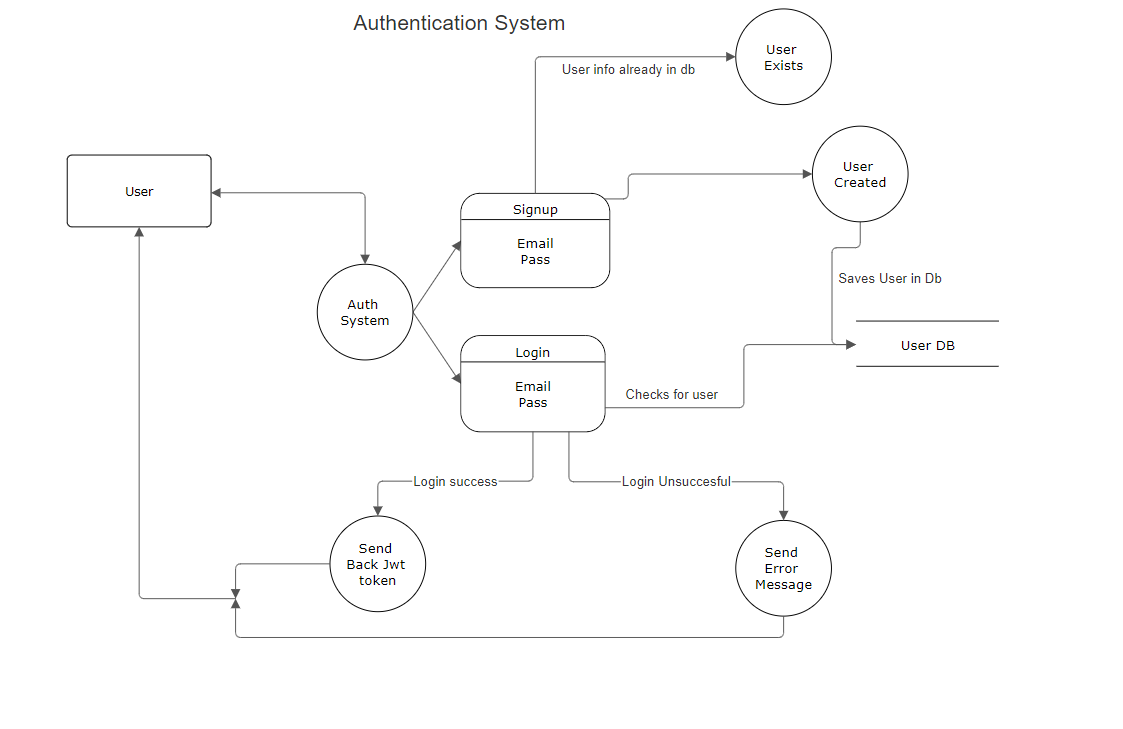 Authentication System
User
Exists
User info already in db
User
Created
User
Signup
Email
Pass
Saves User in Db
Auth
System
User DB
Login
Email
Pass
Checks for user
Login success
Login Unsuccesful
Send
Back Jwt
token
Send
Error
Message